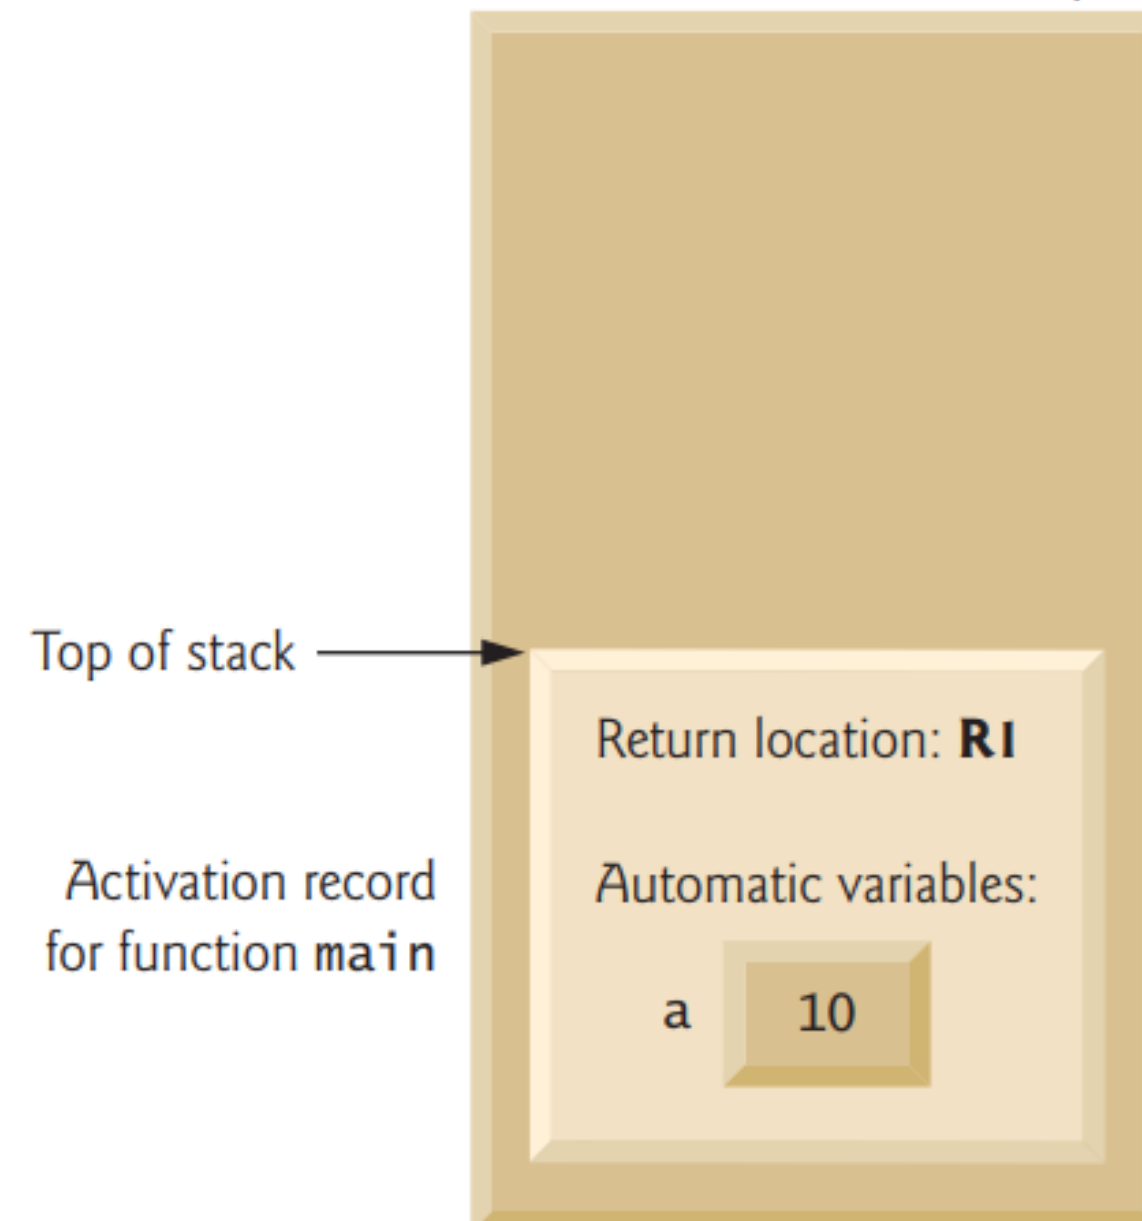 Top of stack
Return location: R1
Activation record
for function main
Automatic variables:
a 10